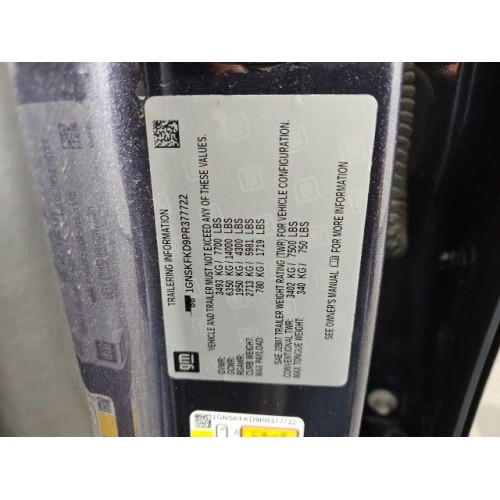 TRAILERING INFORMATION
1GNSKFKD9PR377722
gm
VEHICLE AND TRAILER MUST NOT EXCEED ANY OF THESE VALUES.
GVWR: 3493 KG / 7700 LBS
GCWR: 6350 KG /14000 LBS
RGAWR: 1950 KG / 4300 LBS
CURB WEIGHT: 2713 KG / 5981 LBS
MAX PAYLOAD: 780 KG / 1719 LBS
SAE J2807 TRAILER WEIGHT RATING (TWR) FOR VEHICLE CONFIGURATION.
CONVENTIONAL TWR: 3402 KG / 7500 LBS
MAX TONGUE WEIGHT: 340 KG / 750 LBS
SEE OWNER'S MANUAL FOR MORE INFORMATION
1GNSKFKD9PR377722